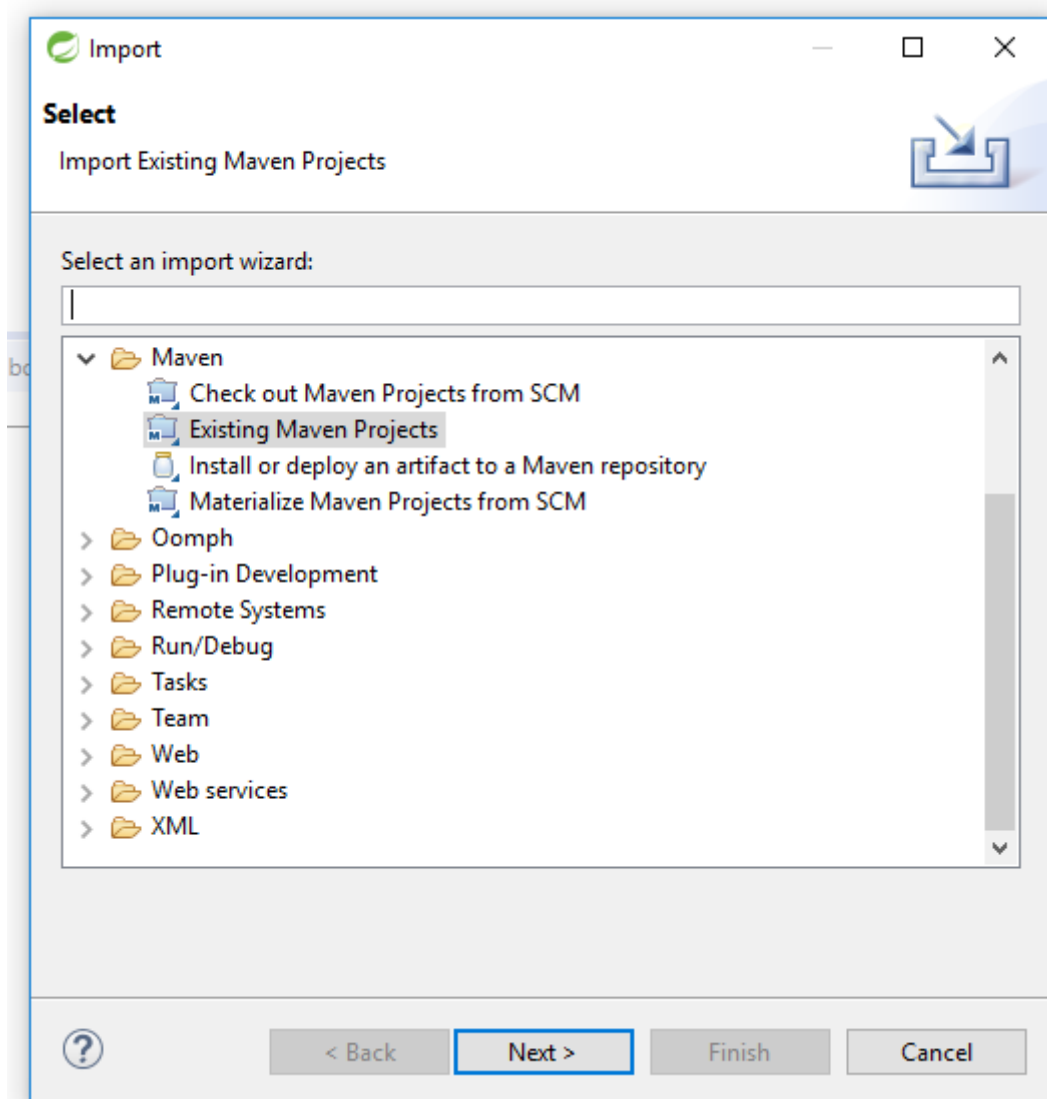 Import
Select
Import Existing Maven Projects
Select an import wizard:
Maven
Check out Maven Projects from SCM
Existing Maven Projects
Install or deploy an artifact to a Maven repository
Materialize Maven Projects from SCM
Oomph
Plug-in Development
Remote Systems
Run/Debug
Tasks
Team
Web
Web services
XML
< Back Next > Finish Cancel